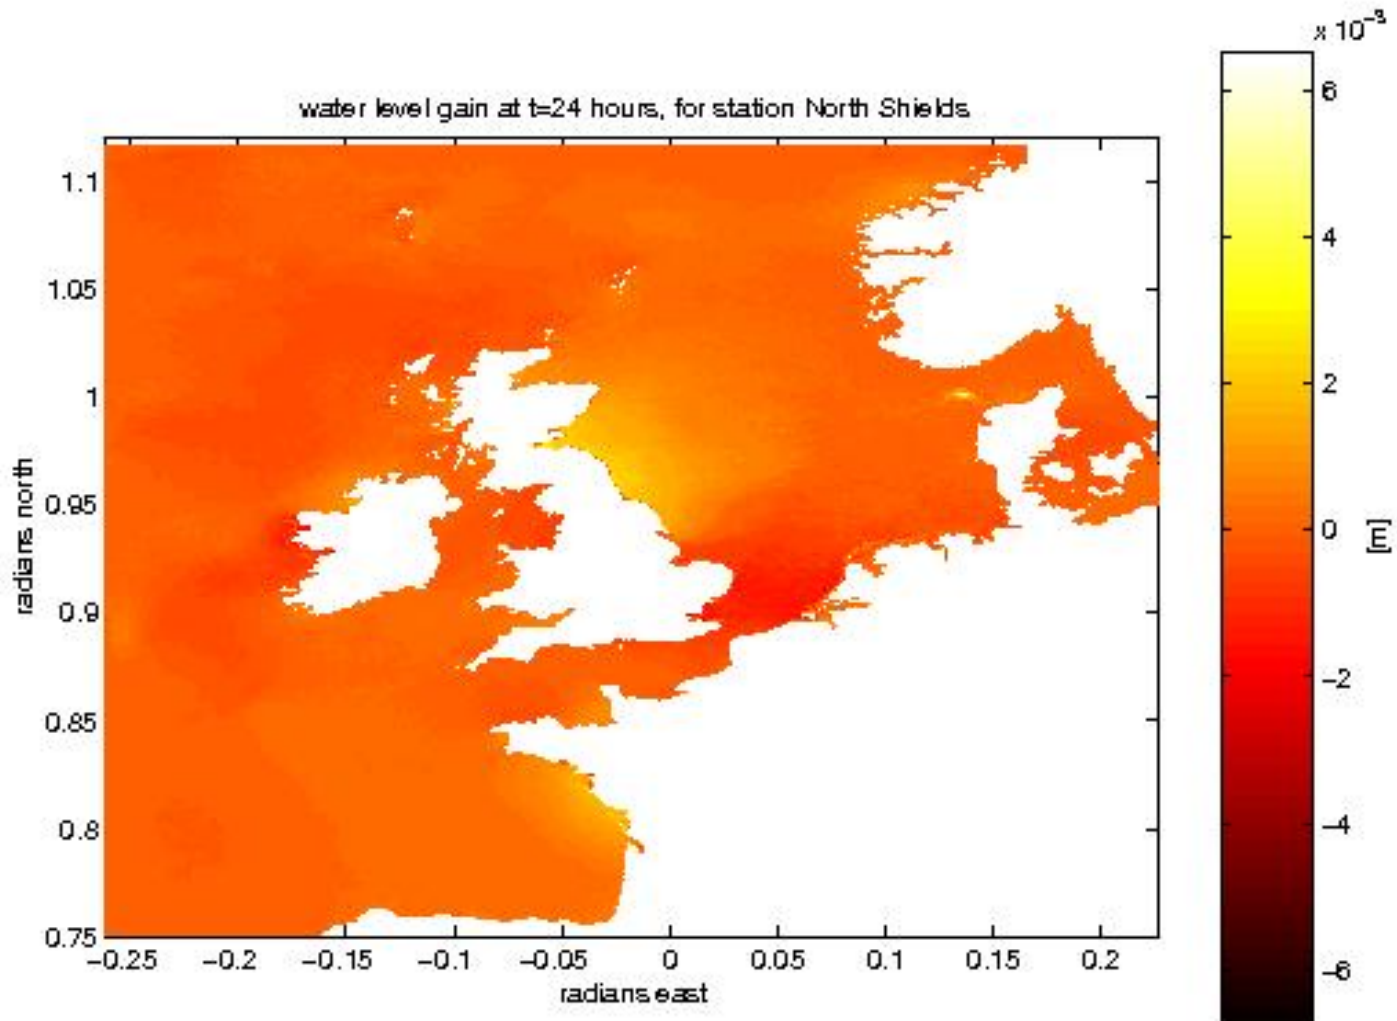 x 10⁻³
water level gain at t=24 hours, for station North Shields
1.1
1.05
1
0.95
0.9
0.85
0.8
0.75
radians north
−0.25 −0.2 −0.15 −0.1 −0.05 0 0.05 0.1 0.15 0.2
radians east
6
4
2
0
−2
−4
−6
[m]